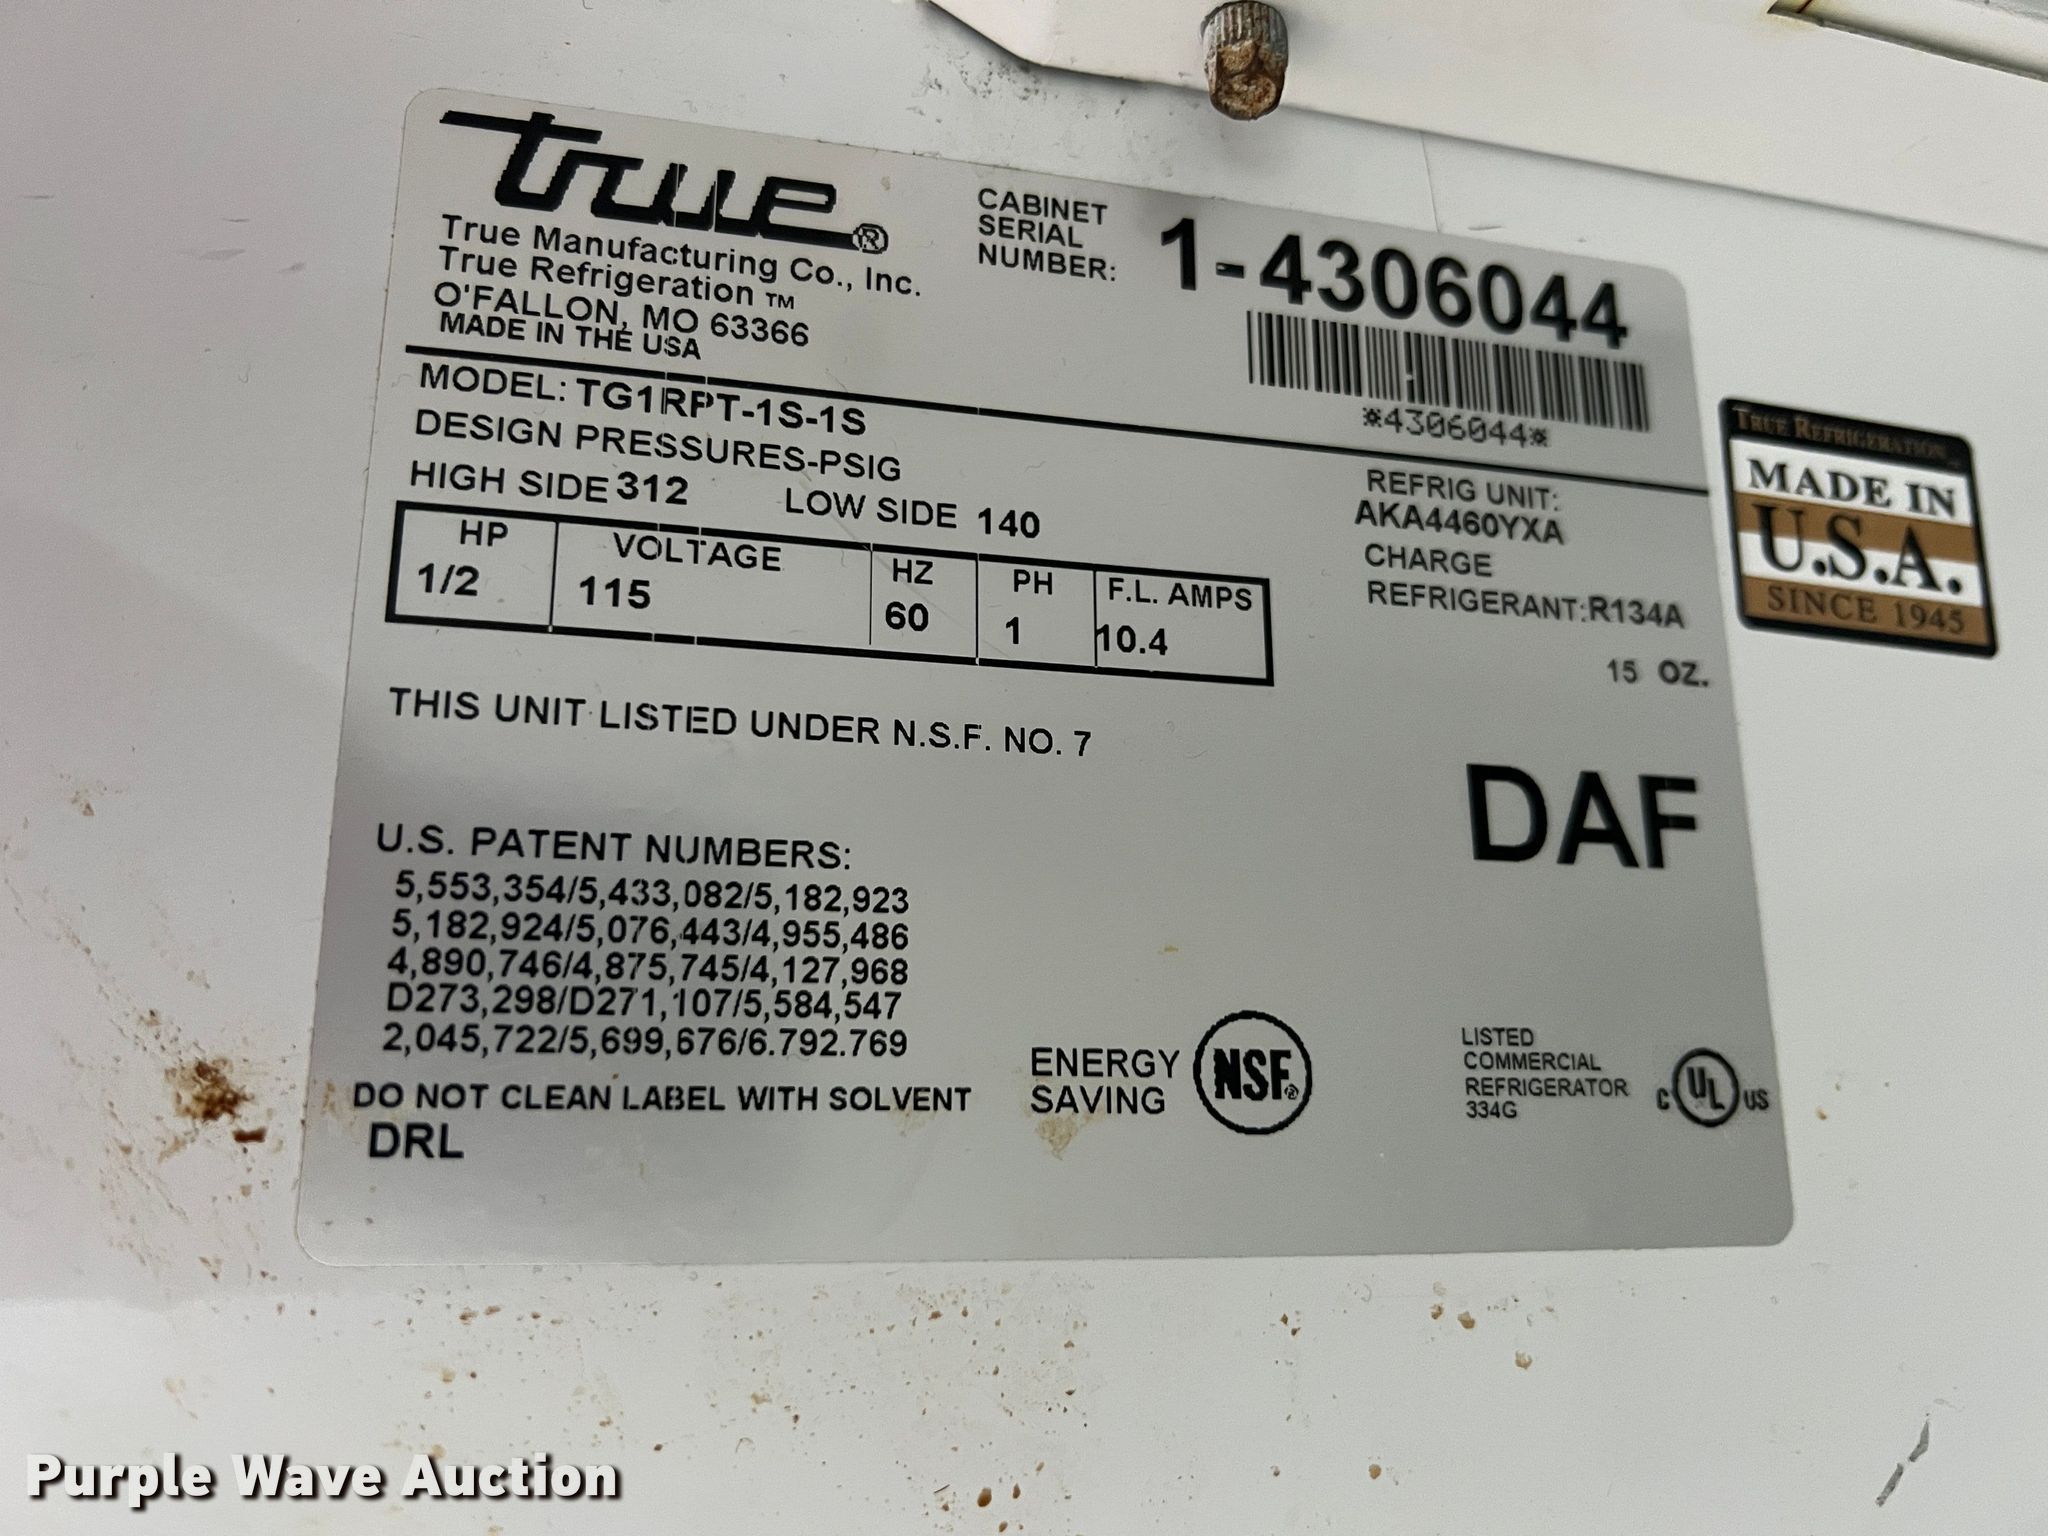 true®
True Manufacturing Co., Inc.
True Refrigeration ™
O'FALLON, MO 63366
MADE IN THE USA
CABINET
SERIAL
NUMBER:
1-4306044
*4306044*
MODEL: TG1RPT-1S-1S
DESIGN PRESSURES-PSIG
HIGH SIDE 312 LOW SIDE 140
HP VOLTAGE HZ PH F.L. AMPS
1/2 115 60 1 10.4
REFRIG UNIT:
AKA4460YXA
CHARGE
REFRIGERANT:R134A
15 OZ.
THIS UNIT LISTED UNDER N.S.F. NO. 7
DAF
U.S. PATENT NUMBERS:
5,553,354/5,433,082/5,182,923
5,182,924/5,076,443/4,955,486
4,890,746/4,875,745/4,127,968
D273,298/D271,107/5,584,547
2,045,722/5,699,676/6.792.769
DO NOT CLEAN LABEL WITH SOLVENT
DRL
ENERGY
SAVING
NSF®
LISTED
COMMERCIAL
REFRIGERATOR
334G
C UL US
TRUE REFRIGERATION
MADE IN
U.S.A.
SINCE 1945
Purple Wave Auction